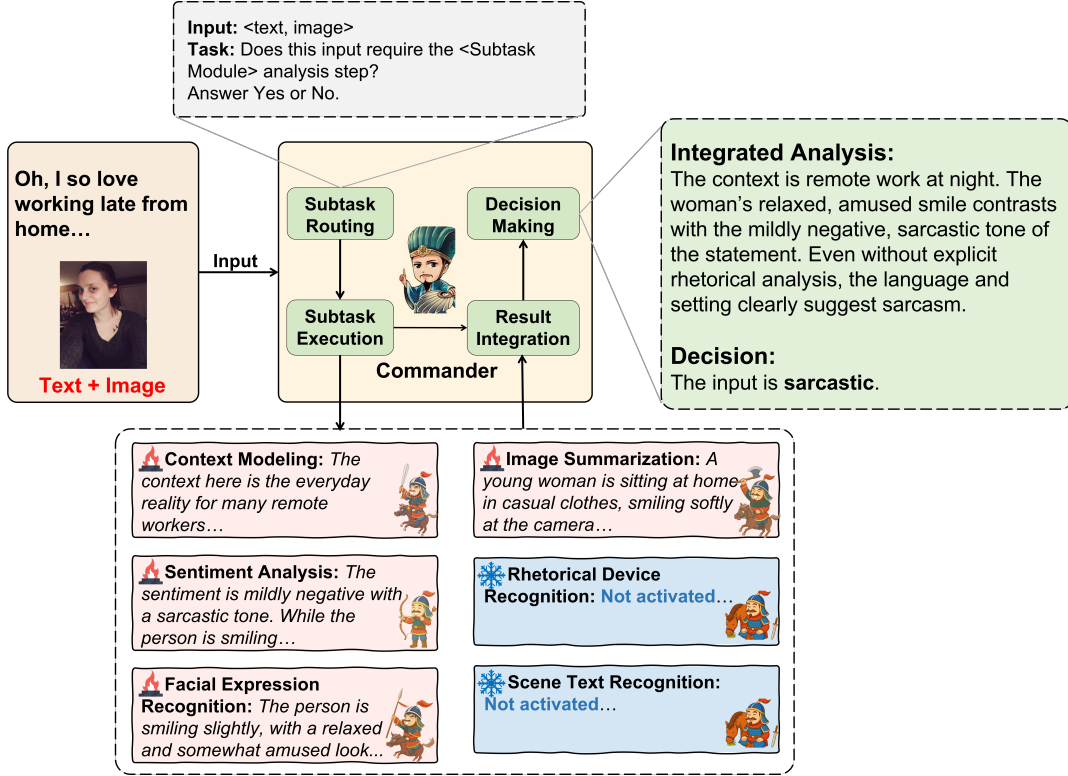 Input: <text, image>
Task: Does this input require the <Subtask
Module> analysis step?
Answer Yes or No.
Oh, I so love
working late from
home…
Text + Image
Input
Subtask
Routing
Decision
Making
Subtask
Execution
Result
Integration
Commander
Integrated Analysis:
The context is remote work at night. The
woman's relaxed, amused smile contrasts
with the mildly negative, sarcastic tone of
the statement. Even without explicit
rhetorical analysis, the language and
setting clearly suggest sarcasm.
Decision:
The input is sarcastic.
Context Modeling: The
context here is the everyday
reality for many remote
workers…
Image Summarization: A
young woman is sitting at home
in casual clothes, smiling softly
at the camera…
Sentiment Analysis: The
sentiment is mildly negative with
a sarcastic tone. While the
person is smiling…
Rhetorical Device
Recognition: Not activated…
Facial Expression
Recognition: The person is
smiling slightly, with a relaxed
and somewhat amused look...
Scene Text Recognition:
Not activated…